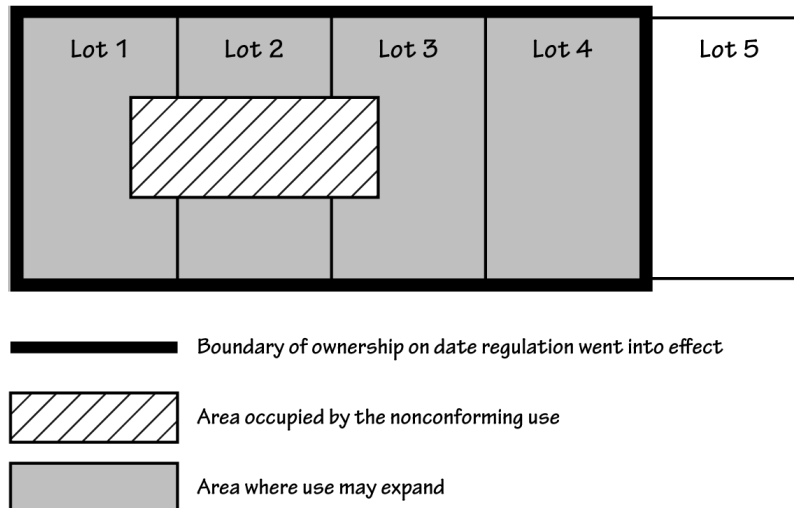 Lot 1 Lot 2 Lot 3 Lot 4 Lot 5
Boundary of ownership on date regulation went into effect
Area occupied by the nonconforming use
Area where use may expand